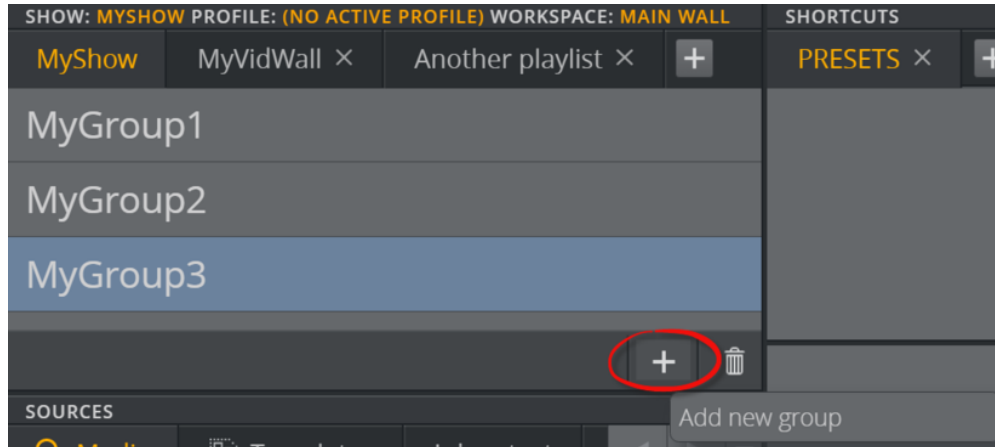 SHOW: MYSHOW PROFILE: (NO ACTIVE PROFILE) WORKSPACE: MAIN WALL
SHORTCUTS
MyShow MyVidWall × Another playlist × +
PRESETS × +
MyGroup1
MyGroup2
MyGroup3
+
SOURCES
Add new group